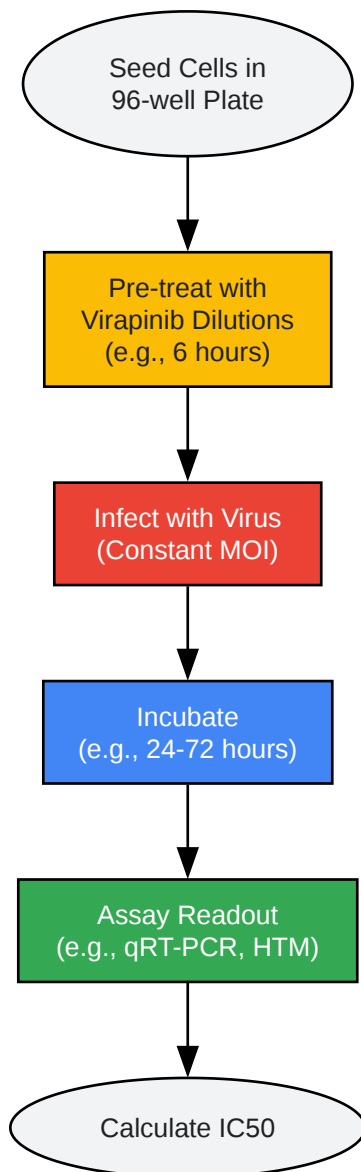 Seed Cells in
96-well Plate
Pre-treat with
Virapinib Dilutions
(e.g., 6 hours)
Infect with Virus
(Constant MOI)
Incubate
(e.g., 24-72 hours)
Assay Readout
(e.g., qRT-PCR, HTM)
Calculate IC50